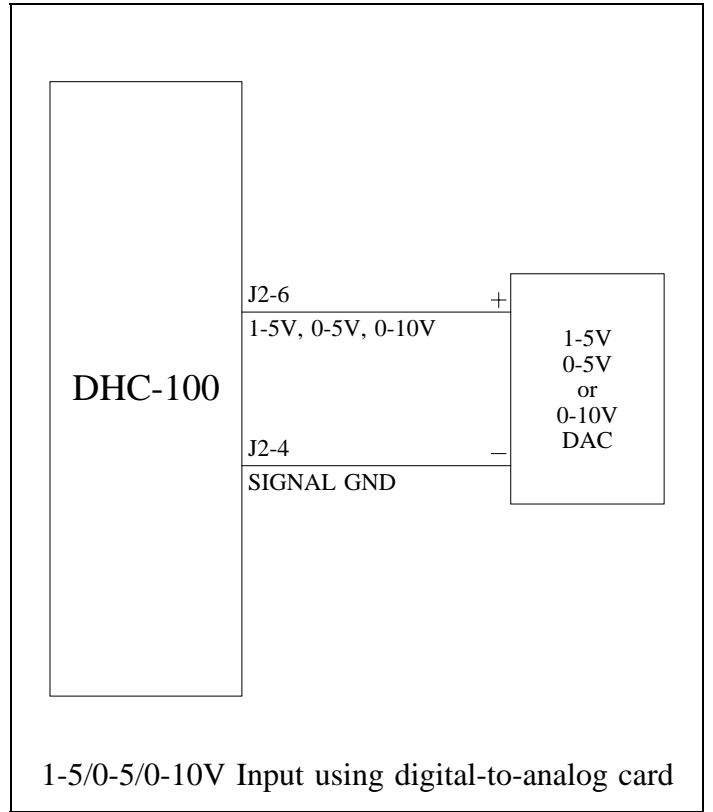 J2-6
+
1-5V, 0-5V, 0-10V
1-5V
0-5V
or
0-10V
DAC
DHC-100
J2-4
−
SIGNAL GND
1-5/0-5/0-10V Input using digital-to-analog card